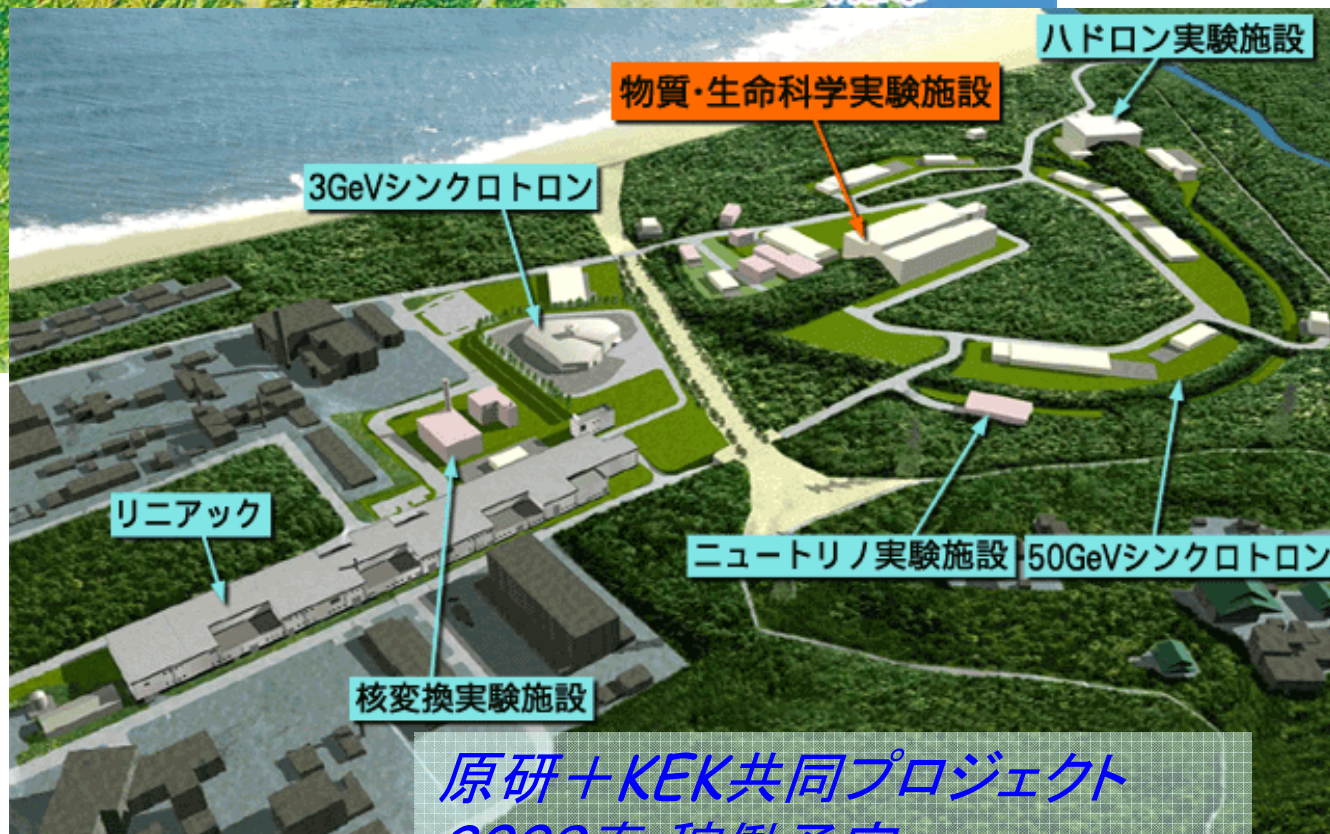 ハドロン実験施設
物質・生命科学実験施設
3GeVシンクロトロン
リニアック
ニュートリノ実験施設
50GeVシンクロトロン
核変換実験施設
原研＋KEK共同プロジェクト